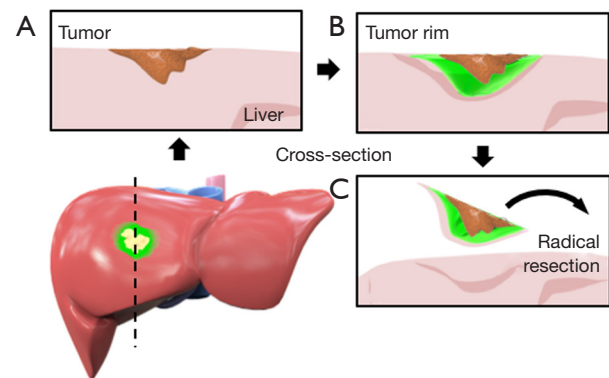 A
Tumor
Liver
B
Tumor rim
Cross-section
C
Radical
resection